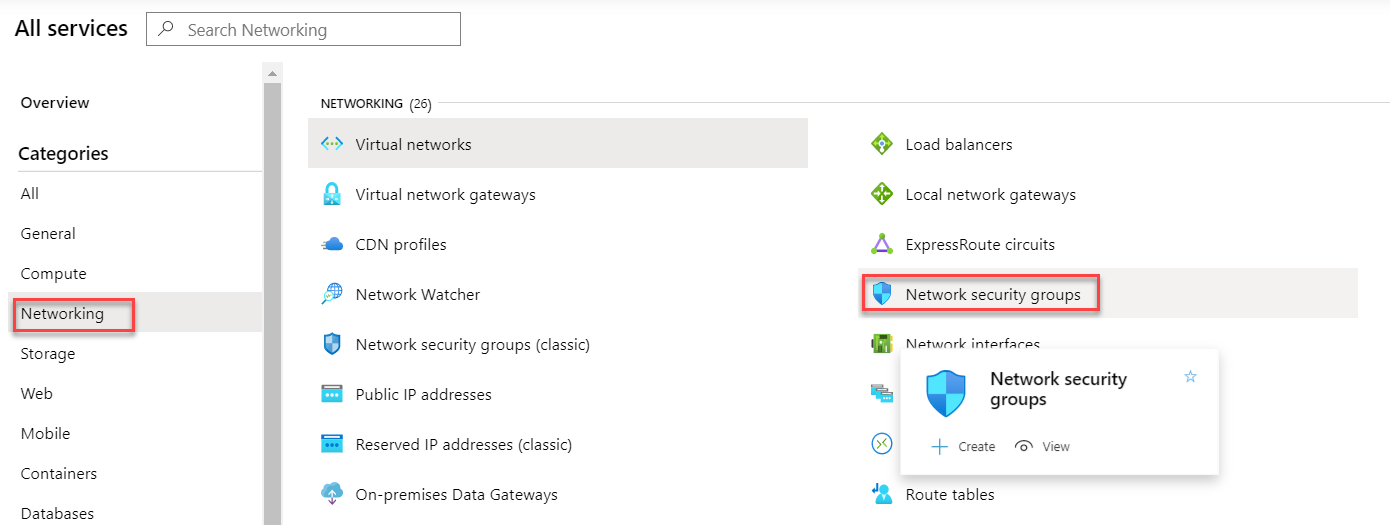 All services
Search Networking
Overview
Categories
All
General
Compute
Networking
Storage
Web
Mobile
Containers
Databases
NETWORKING (26)
Virtual networks
Virtual network gateways
CDN profiles
Network Watcher
Network security groups (classic)
Public IP addresses
Reserved IP addresses (classic)
On-premises Data Gateways
Load balancers
Local network gateways
ExpressRoute circuits
Network security groups
Network interfaces
Network security
groups
Create
View
Route tables